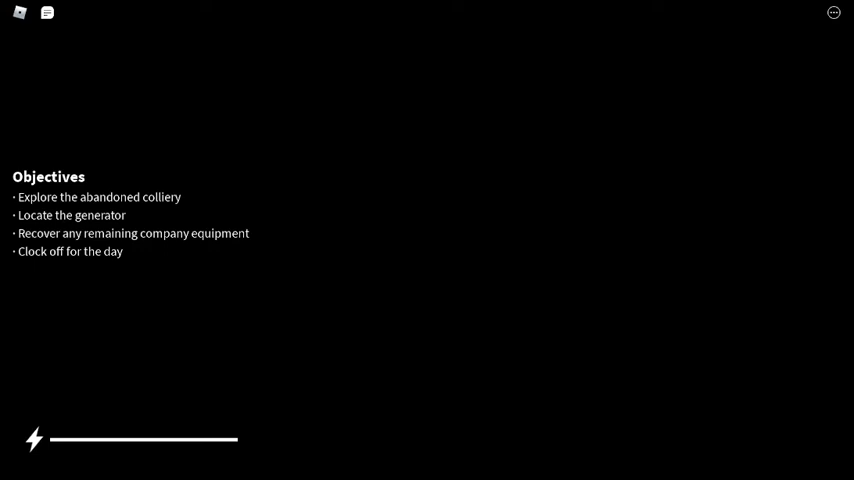 Objectives
· Explore the abandoned colliery
· Locate the generator
· Recover any remaining company equipment
· Clock off for the day